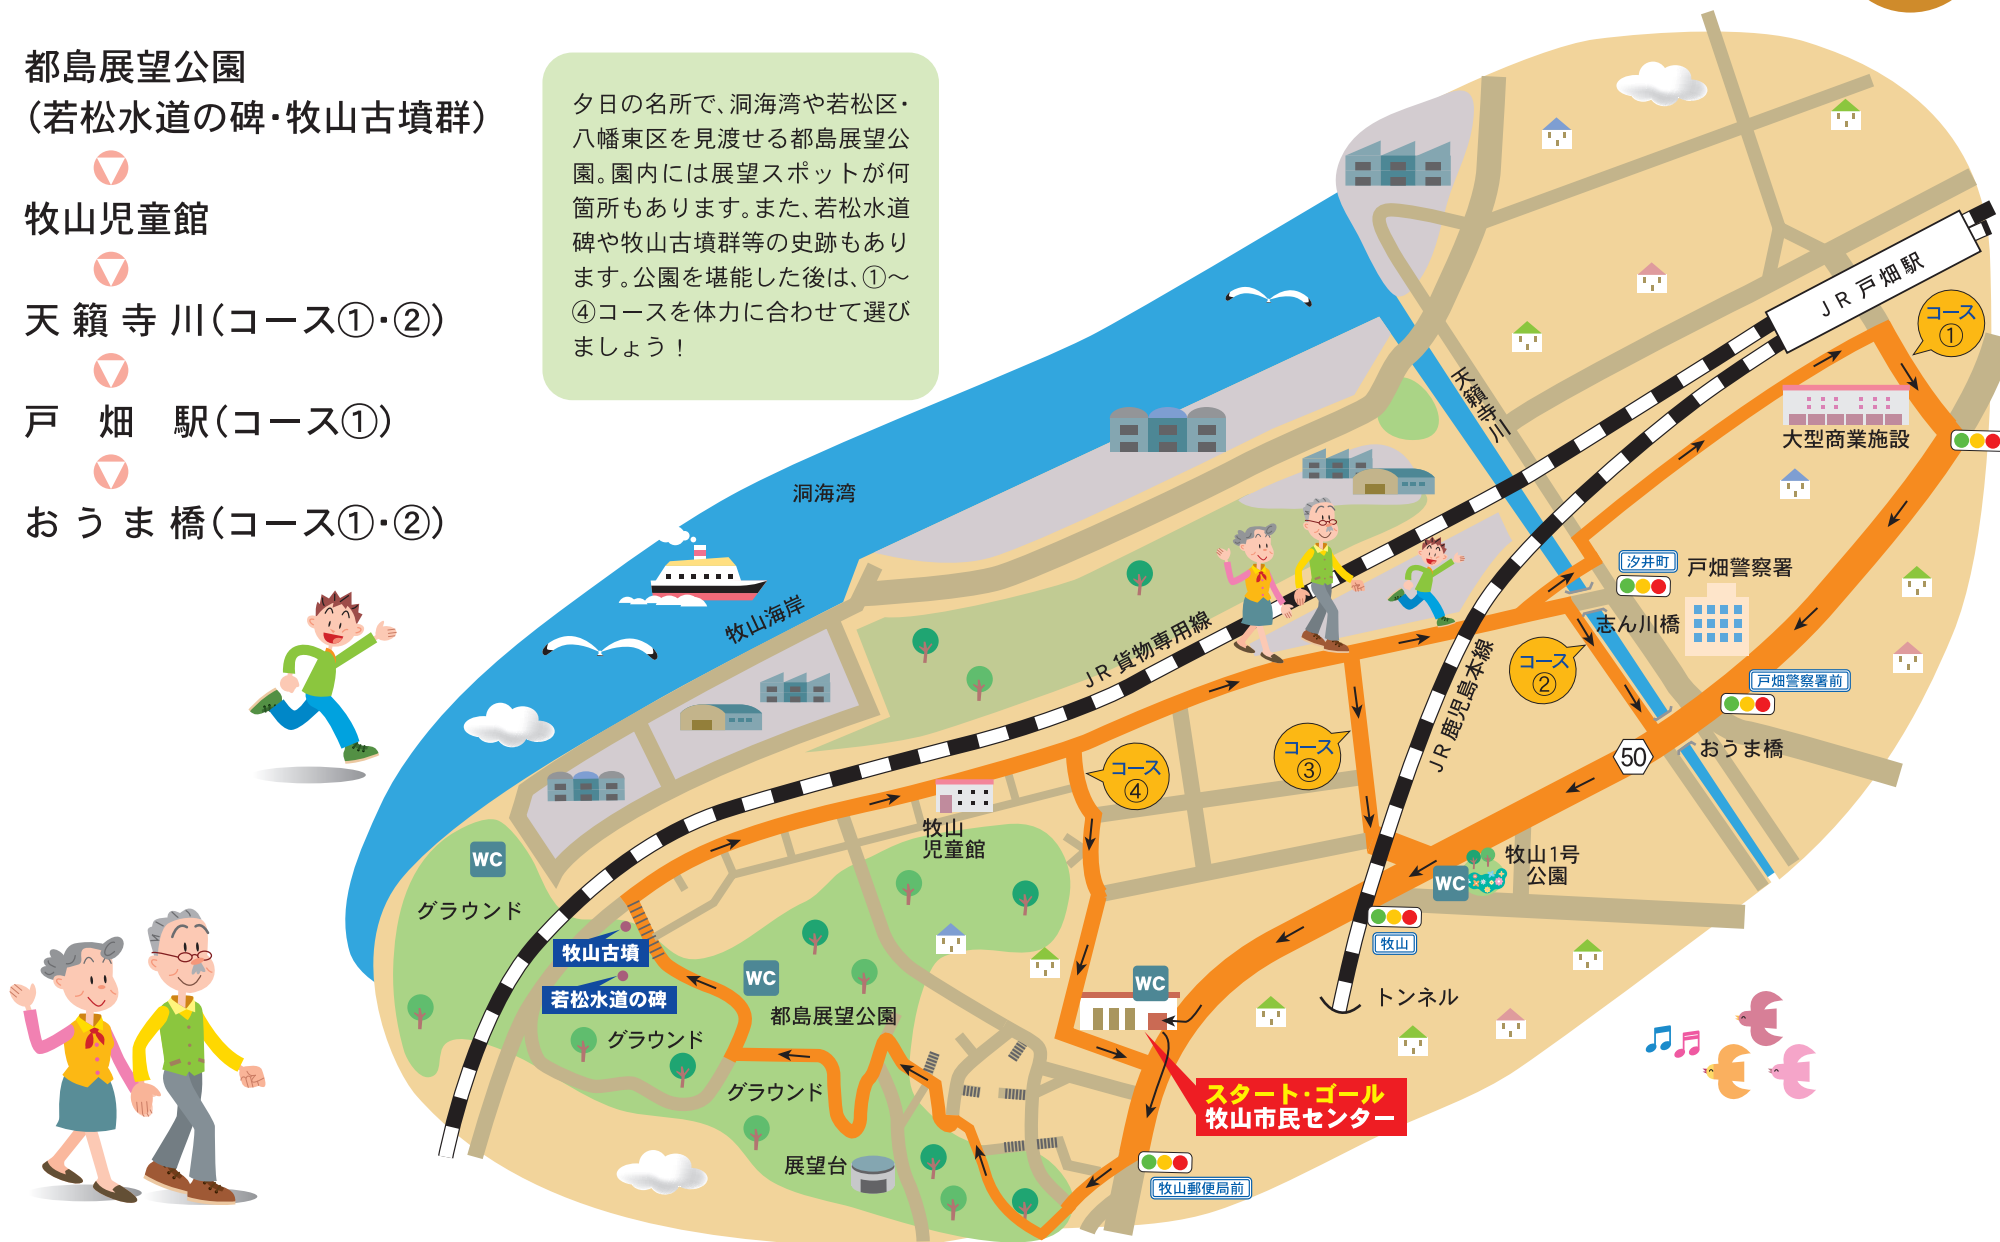 都島展望公園
（若松水道の碑・牧山古墳群）
牧山児童館
天籟寺川（コース①・②）
戸畑駅（コース①）
おうま橋（コース①・②）
夕日の名所で、洞海湾や若松区・
八幡東区を見渡せる都島展望公
園。園内には展望スポットが何
箇所もあります。また、若松水道
碑や牧山古墳群等の史跡もあり
ます。公園を堪能した後は、①～
④コースを体力に合わせて選び
ましょう！
JR戸畑駅
コース
①
天籟寺川
大型商業施設
洞海湾
汐井町
戸畑警察署
牧山海岸
志ん川橋
JR貨物専用線
JR鹿児島本線
コース
②
戸畑警察署前
おうま橋
50
コース
③
コース
④
牧山
児童館
WC
グラウンド
牧山1号
公園
WC
牧山
牧山古墳
若松水道の碑
WC
都島展望公園
グラウンド
WC
トンネル
グラウンド
スタート・ゴール
牧山市民センター
展望台
牧山郵便局前